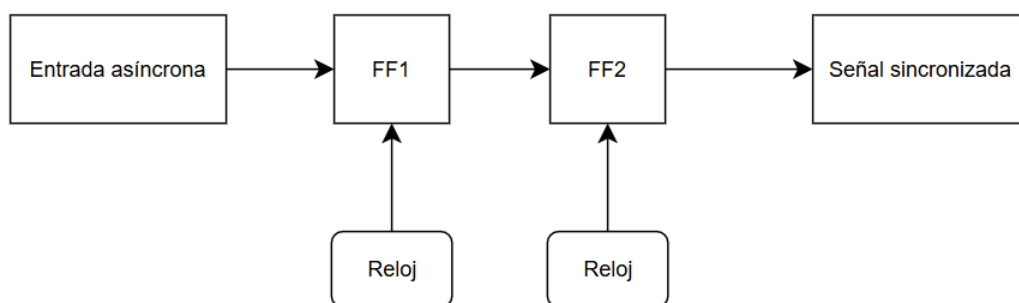 Entrada asíncrona
FF1
FF2
Señal sincronizada
Reloj
Reloj